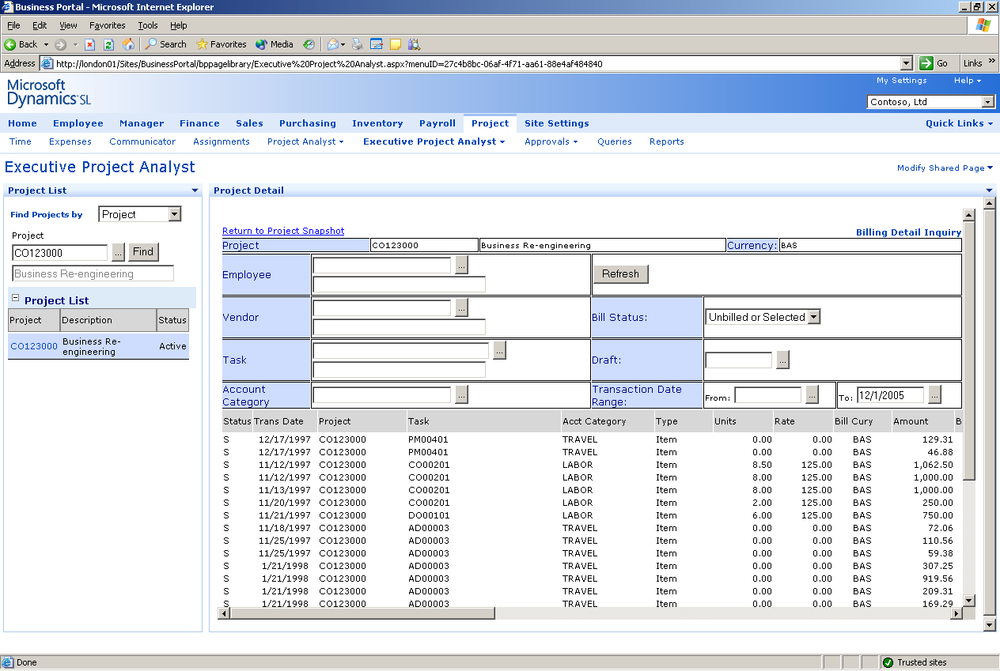 Business Portal - Microsoft Internet Explorer
File Edit View Favorites Tools Help
Back Search Favorites Media
Address http://london01/Sites/BusinessPortal/bppagelibrary/Executive%20Project%20Analyst.aspx?menuID=27c4b8bc-06af-4f71-aa61-88e4af484840 Go Links »
Microsoft Dynamics SL
My Settings Help
Contoso, Ltd
Home Employee Manager Finance Sales Purchasing Inventory Payroll Project Site Settings Quick Links
Time Expenses Communicator Assignments Project Analyst Executive Project Analyst Approvals Queries Reports
Executive Project Analyst
Modify Shared Page
Project List
Find Projects by Project
Project
CO123000 ... Find
Business Re-engineering
Project List
Project Description Status
CO123000 Business Re-engineering Active
Project Detail
Return to Project Snapshot
Billing Detail Inquiry
Project CO123000 Business Re-engineering Currency: BAS
Employee ... Refresh
Vendor ... Bill Status: Unbilled or Selected
Task ... Draft: ...
Account Category ... Transaction Date Range: From: ... To: 12/1/2005 ...
Status Trans Date Project Task Acct Category Type Units Rate Bill Cury Amount B
S 12/17/1997 CO123000 PM00401 TRAVEL Item 0.00 0.00 BAS 129.31
S 12/17/1997 CO123000 PM00401 TRAVEL Item 0.00 0.00 BAS 46.88
S 11/12/1997 CO123000 CO00201 LABOR Item 8.50 125.00 BAS 1,062.50
S 11/12/1997 CO123000 CO00201 LABOR Item 8.00 125.00 BAS 1,000.00
S 11/13/1997 CO123000 CO00201 LABOR Item 8.00 125.00 BAS 1,000.00
S 11/20/1997 CO123000 CO00201 LABOR Item 2.00 125.00 BAS 250.00
S 11/21/1997 CO123000 DO00101 LABOR Item 6.00 125.00 BAS 750.00
S 11/18/1997 CO123000 AD00003 TRAVEL Item 0.00 0.00 BAS 72.06
S 11/25/1997 CO123000 AD00003 TRAVEL Item 0.00 0.00 BAS 110.56
S 11/25/1997 CO123000 AD00003 TRAVEL Item 0.00 0.00 BAS 59.38
S 1/21/1998 CO123000 AD00003 TRAVEL Item 0.00 0.00 BAS 307.25
S 1/21/1998 CO123000 AD00003 TRAVEL Item 0.00 0.00 BAS 919.56
S 1/21/1998 CO123000 AD00003 TRAVEL Item 0.00 0.00 BAS 209.31
S 1/21/1998 CO123000 AD00003 TRAVEL Item 0.00 0.00 BAS 169.29
Done
Trusted sites